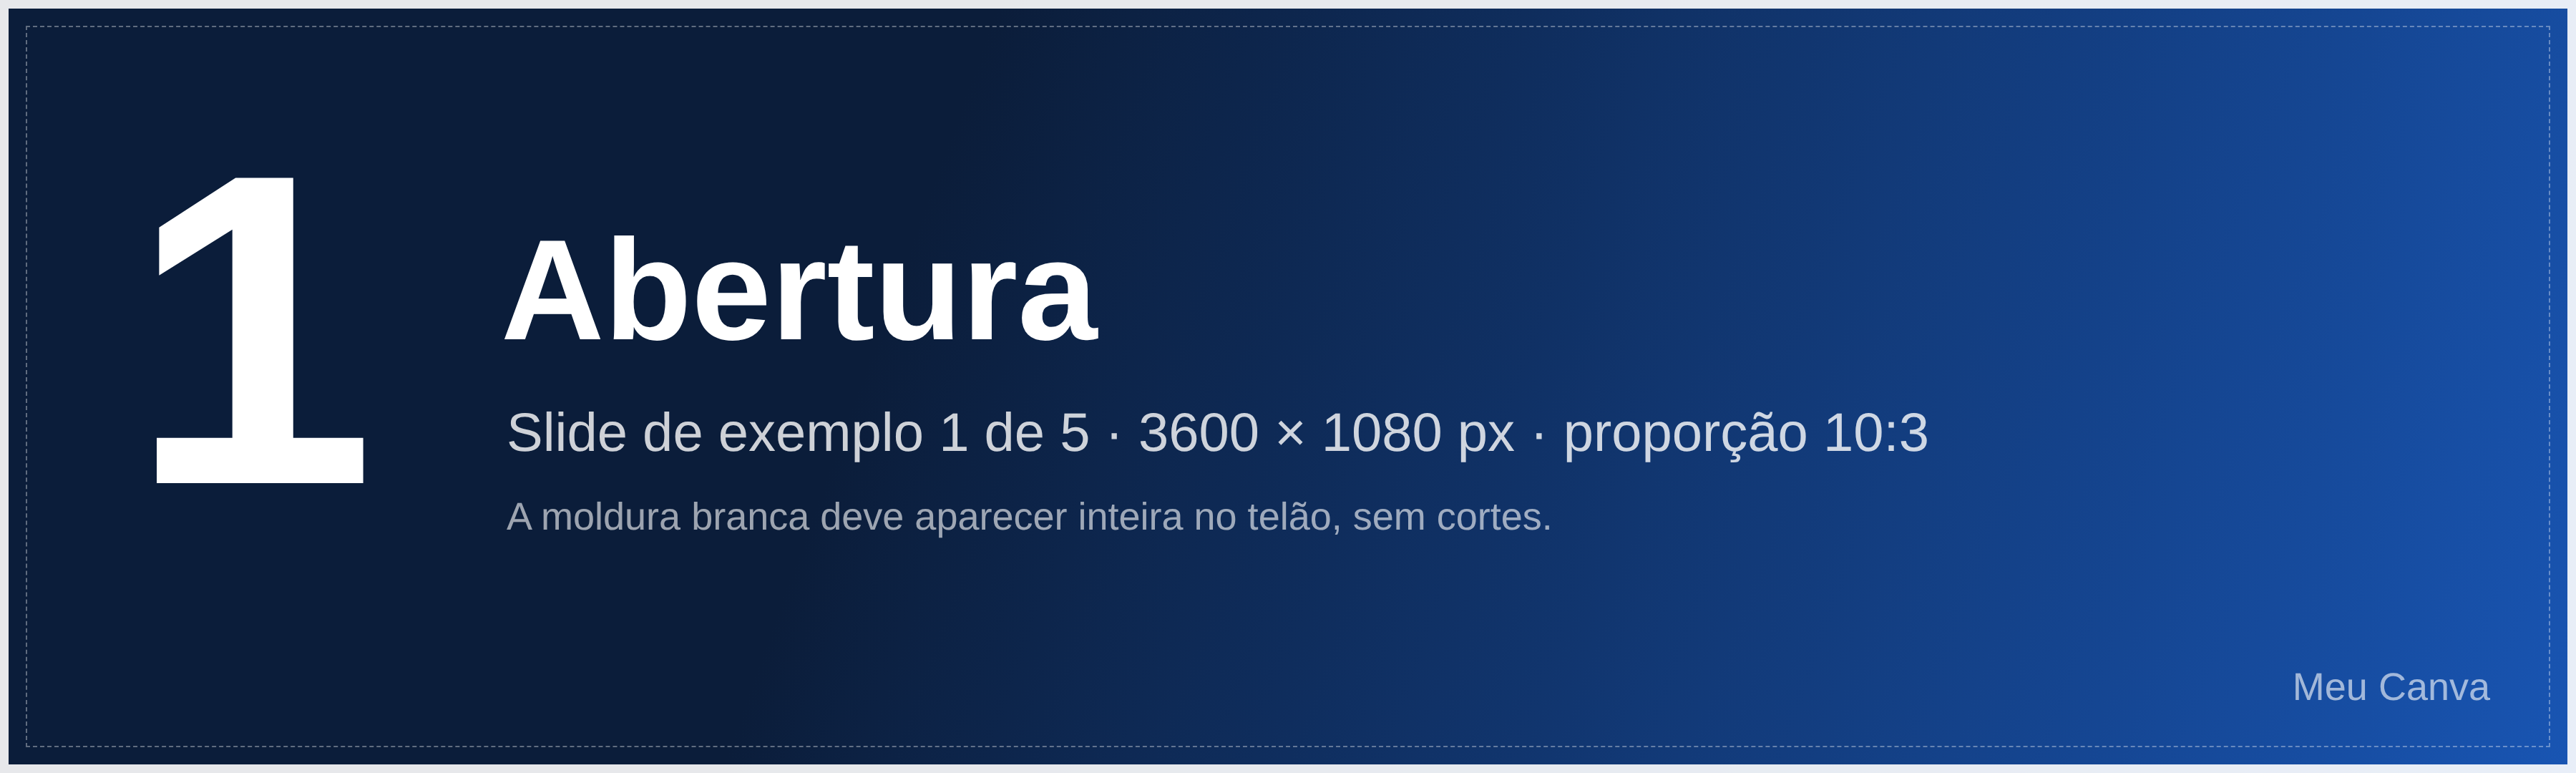 1
Abertura
Slide de exemplo 1 de 5 · 3600 × 1080 px · proporção 10:3
A moldura branca deve aparecer inteira no telão, sem cortes.
Meu Canva